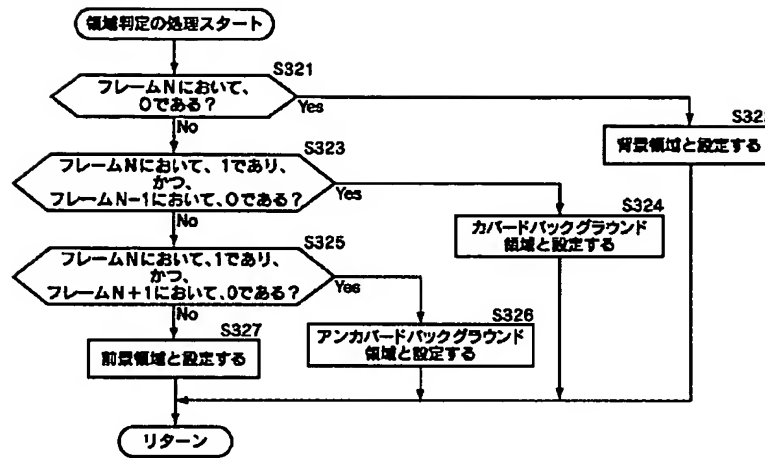 領域判定の処理スタート
S321
フレームNにおいて、
0である?
Yes
No
S322
背景領域と設定する
S323
フレームNにおいて、1であり、
かつ、
フレームN-1において、0である?
Yes
No
S324
カバードバックグラウンド
領域と設定する
S325
フレームNにおいて、1であり、
かつ、
フレームN+1において、0である?
Yes
No
S326
アンカバードバックグラウンド
領域と設定する
S327
前景領域と設定する
リターン